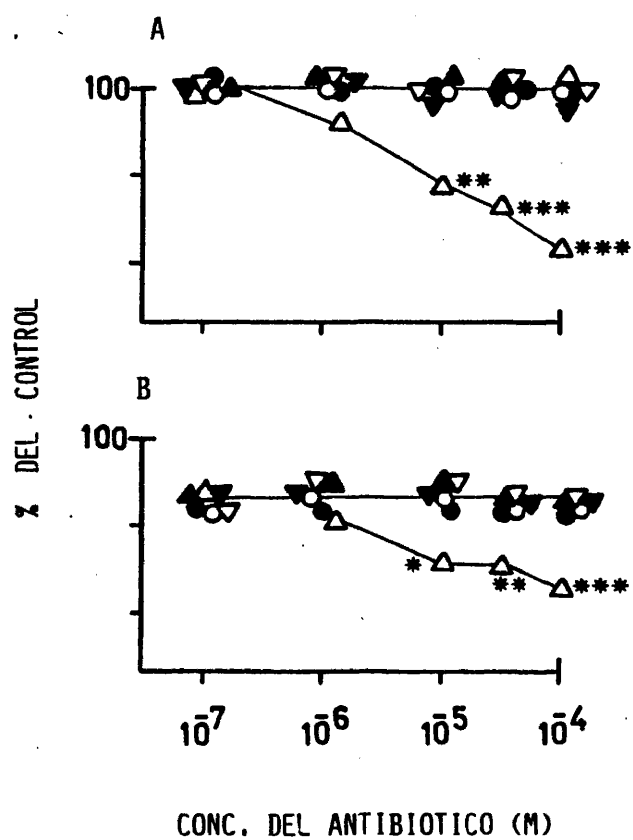 A
100
**
***
***
B
100
*
**
***
% DEL CONTROL
10⁻⁷ 10⁻⁶ 10⁻⁵ 10⁻⁴
CONC. DEL ANTIBIOTICO (M)